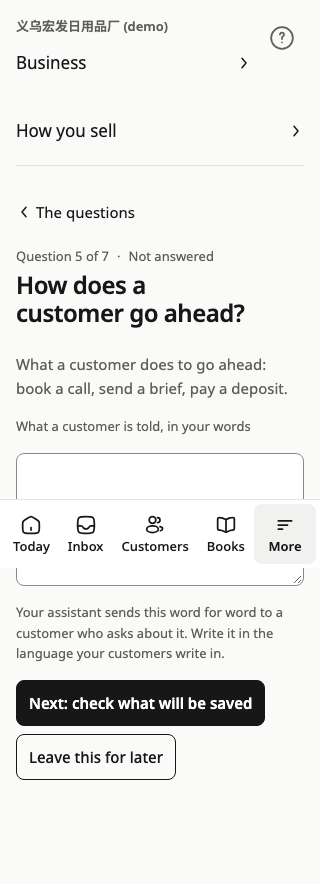 义乌宏发日用品厂 (demo)
Business
How you sell
The questions
Question 5 of 7 · Not answered
How does a
customer go ahead?
What a customer does to go ahead:
book a call, send a brief, pay a deposit.
What a customer is told, in your words
Today Inbox Customers Books More
Your assistant sends this word for word to a
customer who asks about it. Write it in the
language your customers write in.
Next: check what will be saved
Leave this for later